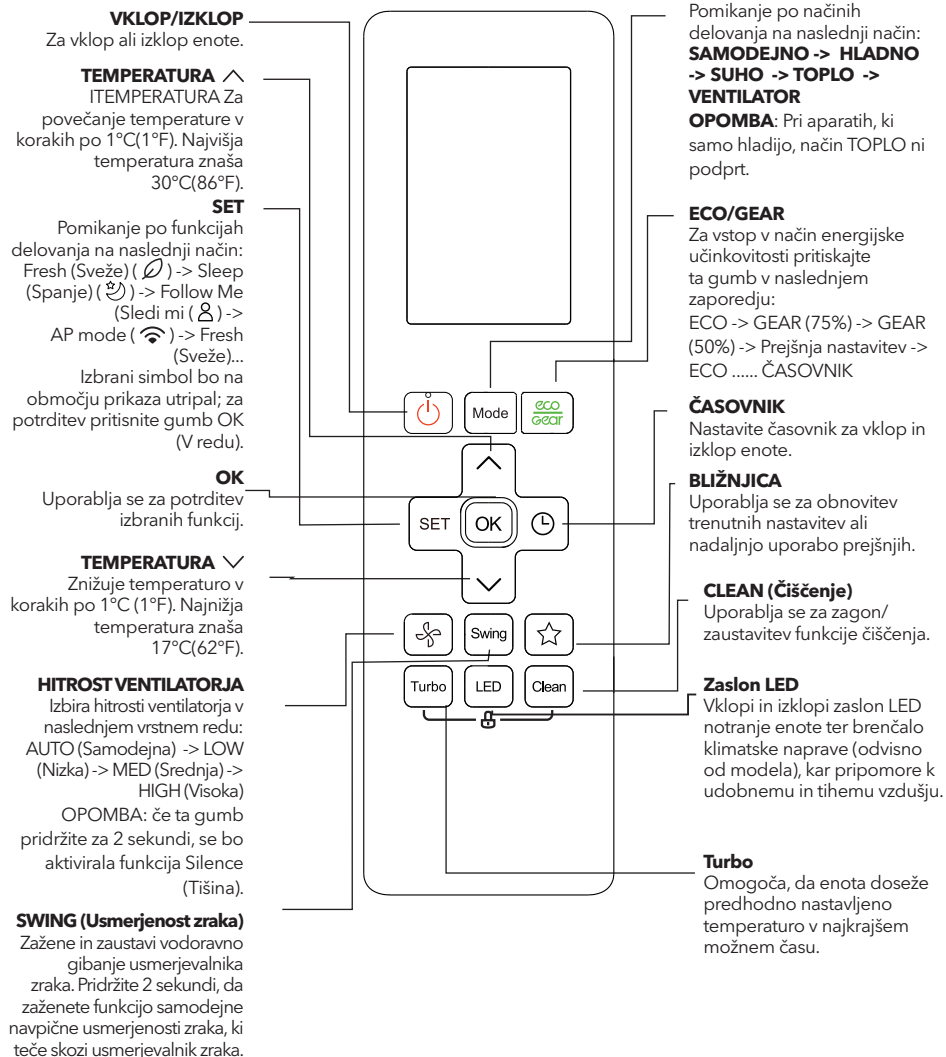 VKLOP/IZKLOP
Za vklop ali izklop enote.
TEMPERATURA
ITEMPERATURA Za
povečanje temperature v
korakih po 1°C(1°F). Najvišja
temperatura znaša
30°C(86°F).
SET
Pomikanje po funkcijah
delovanja na naslednji način:
Fresh (Sveže) ( ) -> Sleep
(Spanje) ( ) -> Follow Me
(Sledi mi ( ) ->
AP mode ( ) -> Fresh
(Sveže)...
Izbrani simbol bo na
območju prikaza utripal; za
potrditev pritisnite gumb OK
(V redu).
OK
Uporablja se za potrditev
izbranih funkcij.
TEMPERATURA
Znižuje temperaturo v
korakih po 1°C (1°F). Najnižja
temperatura znaša
17°C(62°F).
HITROST VENTILATORJA
Izbira hitrosti ventilatorja v
naslednjem vrstnem redu:
AUTO (Samodejna) -> LOW
(Nizka) -> MED (Srednja) ->
HIGH (Visoka)
OPOMBA: če ta gumb
pridržite za 2 sekundi, se bo
aktivirala funkcija Silence
(Tišina).
SWING (Usmerjenost zraka)
Zažene in zaustavi vodoravno
gibanje usmerjevalnika
zraka. Pridržite 2 sekundi, da
zaženete funkcijo samodejne
navpične usmerjenosti zraka, ki
teče skozi usmerjevalnik zraka.
Mode
eco
Gear
SET
OK
Swing
Turbo
LED
Clean
Pomikanje po načinih
delovanja na naslednji način:
SAMODEJNO -> HLADNO
-> SUHO -> TOPLO ->
VENTILATOR
OPOMBA: Pri aparatih, ki
samo hladijo, način TOPLO ni
podprt.
ECO/GEAR
Za vstop v način energijske
učinkovitosti pritiskajte
ta gumb v naslednjem
zaporedju:
ECO -> GEAR (75%) -> GEAR
(50%) -> Prejšnja nastavitev ->
ECO ...... ČASOVNIK
ČASOVNIK
Nastavite časovnik za vklop in
izklop enote.
BLIŽNJICA
Uporablja se za obnovitev
trenutnih nastavitev ali
nadaljnjo uporabo prejšnjih.
CLEAN (Čiščenje)
Uporablja se za zagon/
zaustavitev funkcije čiščenja.
Zaslon LED
Vklopi in izklopi zaslon LED
notranje enote ter brenčalo
klimatske naprave (odvisno
od modela), kar pripomore k
udobnemu in tihemu vzdušju.
Turbo
Omogoča, da enota doseže
predhodno nastavljeno
temperaturo v najkrajšem
možnem času.